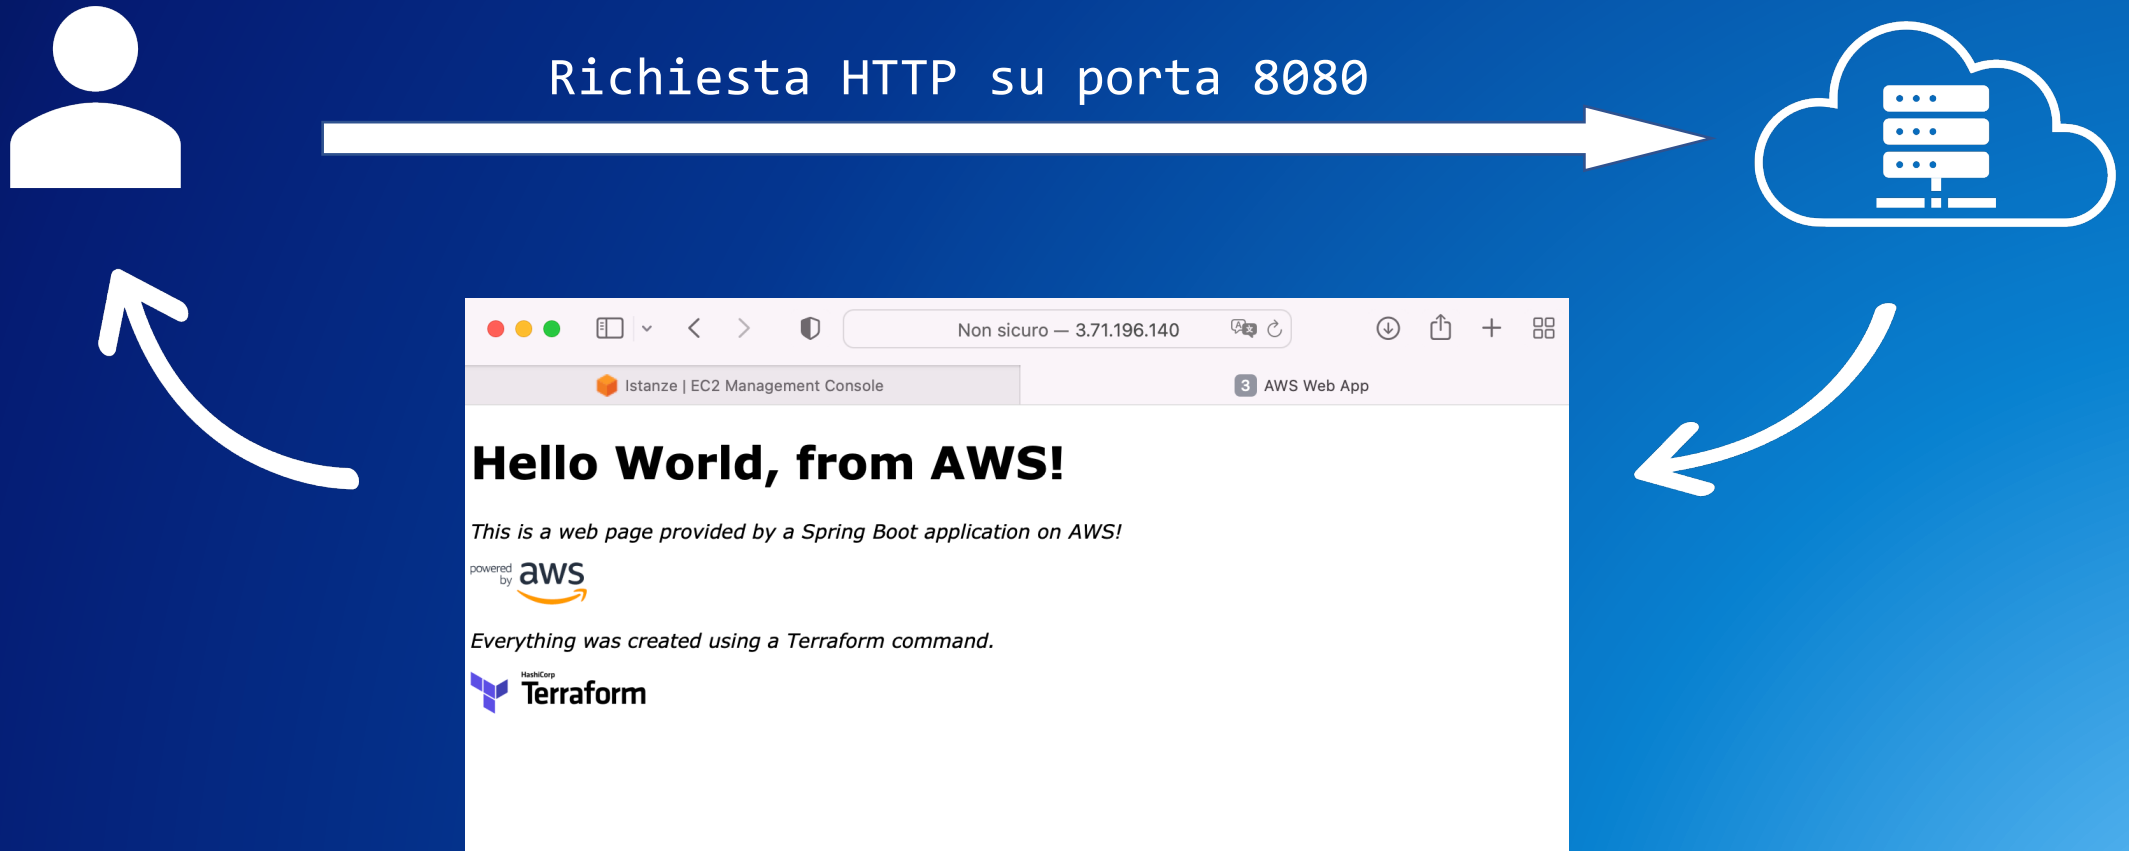 Richiesta HTTP su porta 8080
Non sicuro — 3.71.196.140
Istanze | EC2 Management Console
3 AWS Web App
Hello World, from AWS!
This is a web page provided by a Spring Boot application on AWS!
powered by aws
Everything was created using a Terraform command.
HashiCorp
Terraform